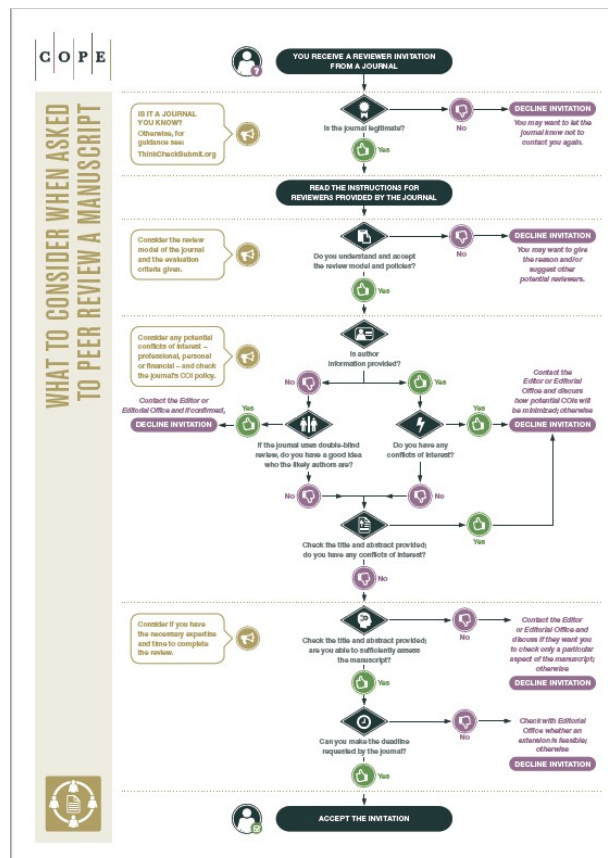 COPE
WHAT TO CONSIDER WHEN ASKED
TO PEER REVIEW A MANUSCRIPT
YOU RECEIVE A REVIEWER INVITATION
FROM A JOURNAL
IS IT A JOURNAL
YOU KNOW?
Otherwise, for
guidance see:
ThinkCheckSubmit.org
Is the journal legitimate?
No
DECLINE INVITATION
You may want to let the
journal know not to
contact you again.
Yes
READ THE INSTRUCTIONS FOR
REVIEWERS PROVIDED BY THE JOURNAL
Consider the review
model of the journal
and the evaluation
criteria given.
Do you understand and accept
the review model and policies?
No
DECLINE INVITATION
You may want to give
the reason and/or
suggest other
potential reviewers.
Yes
Consider any potential
conflicts of interest –
professional, personal
or financial – and check
the journal's COI policy.
Is author
information provided?
No
Yes
Contact the Editor or
Editorial Office and if confirmed,
DECLINE INVITATION
Yes
If the journal uses double-blind
review, do you have a good idea
who the likely authors are?
Do you have any
conflicts of interest?
Yes
Contact the
Editor or Editorial
Office and discuss
how potential COIs will
be minimized; otherwise
DECLINE INVITATION
No
No
Check the title and abstract provided;
do you have any conflicts of interest?
Yes
No
Consider if you have
the necessary expertise
and time to complete
the review.
Check the title and abstract provided;
are you able to sufficiently assess
the manuscript?
No
Contact the Editor
or Editorial Office and
discuss if they want you
to check only a particular
aspect of the manuscript;
otherwise
DECLINE INVITATION
Yes
Can you make the deadline
requested by the journal?
No
Check with Editorial
Office whether an
extension is feasible;
otherwise
DECLINE INVITATION
Yes
ACCEPT THE INVITATION